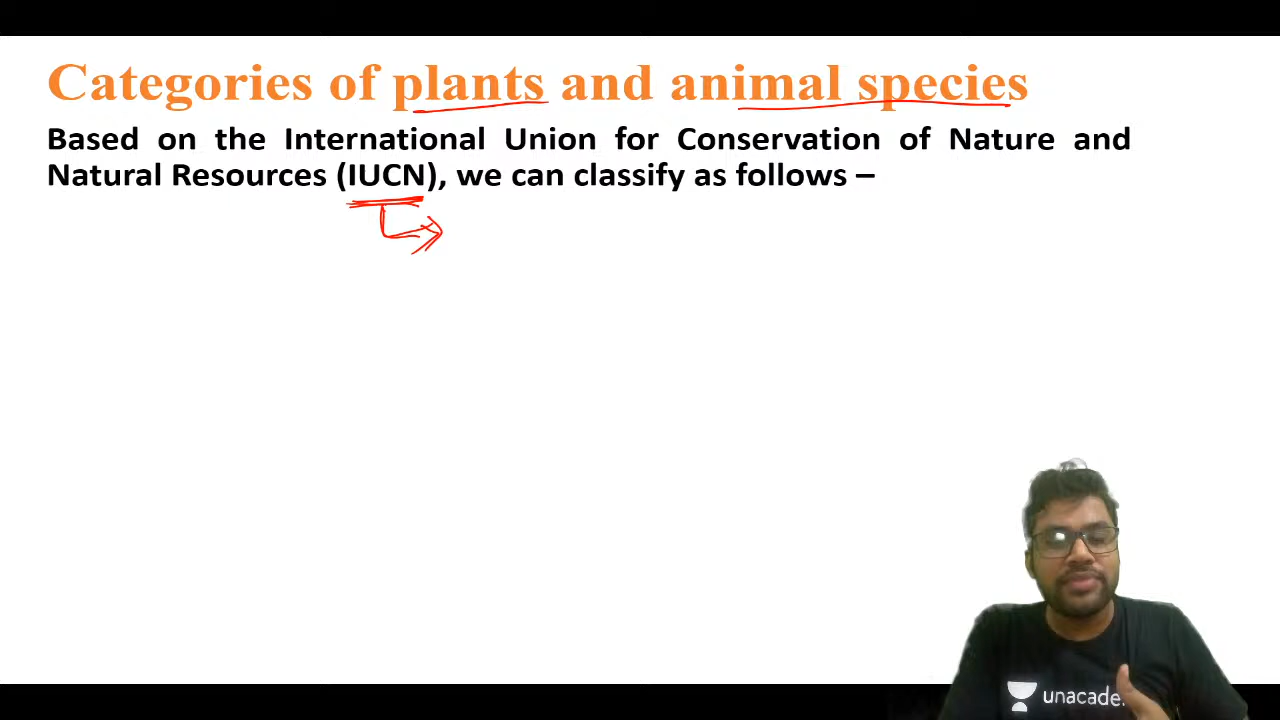 Categories of plants and animal species
Based on the International Union for Conservation of Nature and
Natural Resources (IUCN), we can classify as follows –
unacade